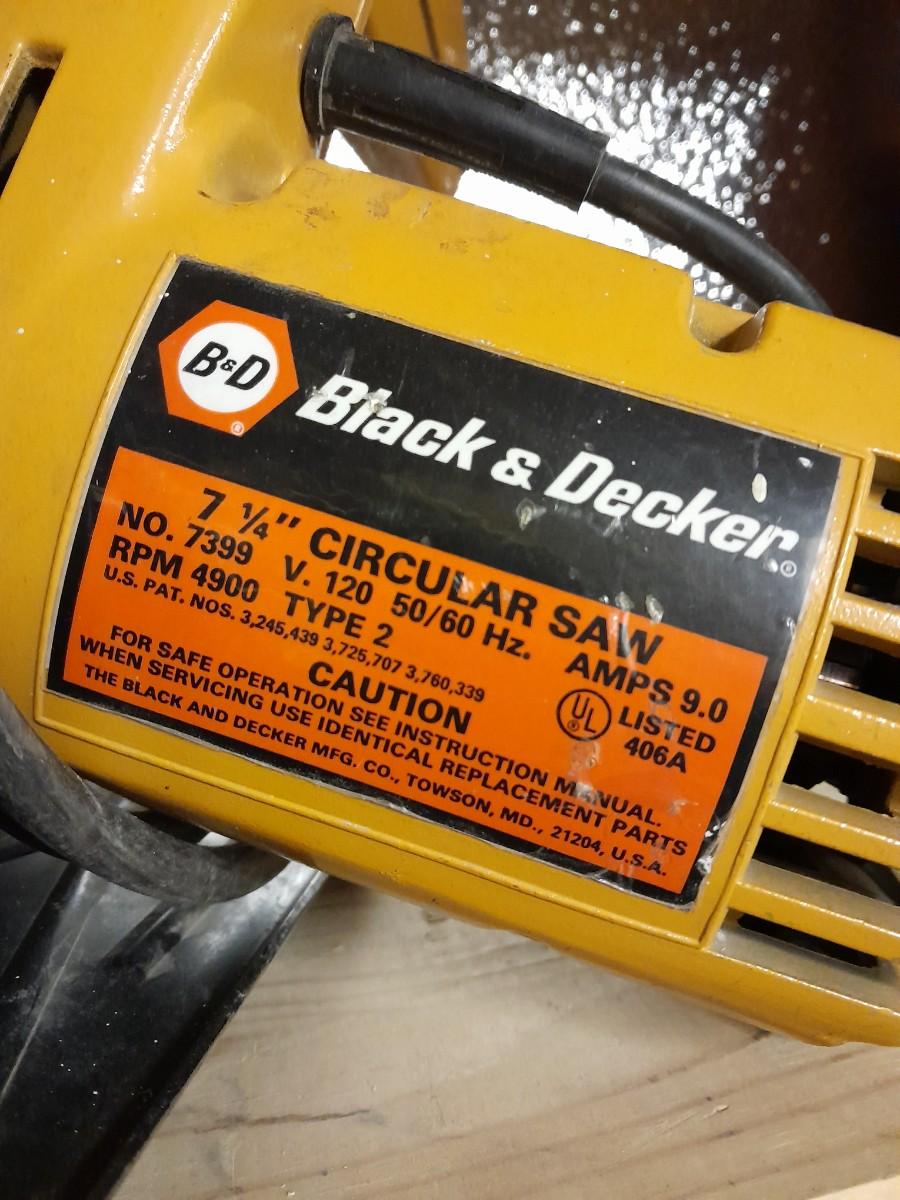 B&D
®
Black & Decker®
7 ¼" CIRCULAR SAW
NO. 7399 V. 120 50/60 Hz. AMPS 9.0
RPM 4900 TYPE 2
U.S. PAT. NOS. 3,245,439 3,725,707 3,760,339
UL ® LISTED
406A
CAUTION
FOR SAFE OPERATION SEE INSTRUCTION MANUAL.
WHEN SERVICING USE IDENTICAL REPLACEMENT PARTS
THE BLACK AND DECKER MFG. CO., TOWSON, MD., 21204, U.S.A.